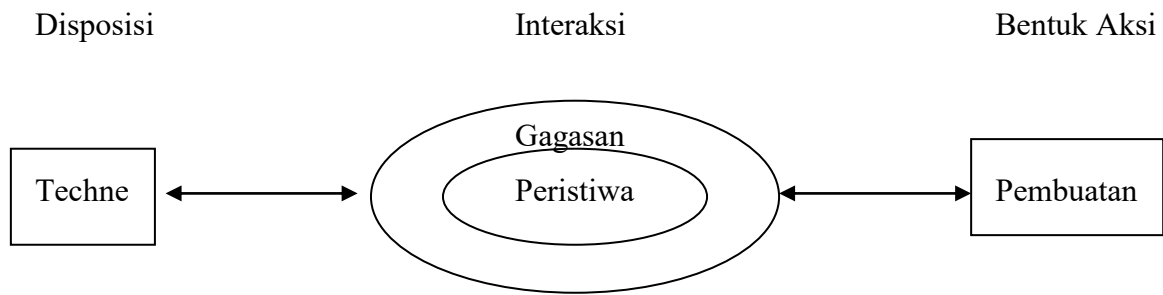 Disposisi Interaksi Bentuk Aksi
Gagasan
Techne Peristiwa Pembuatan